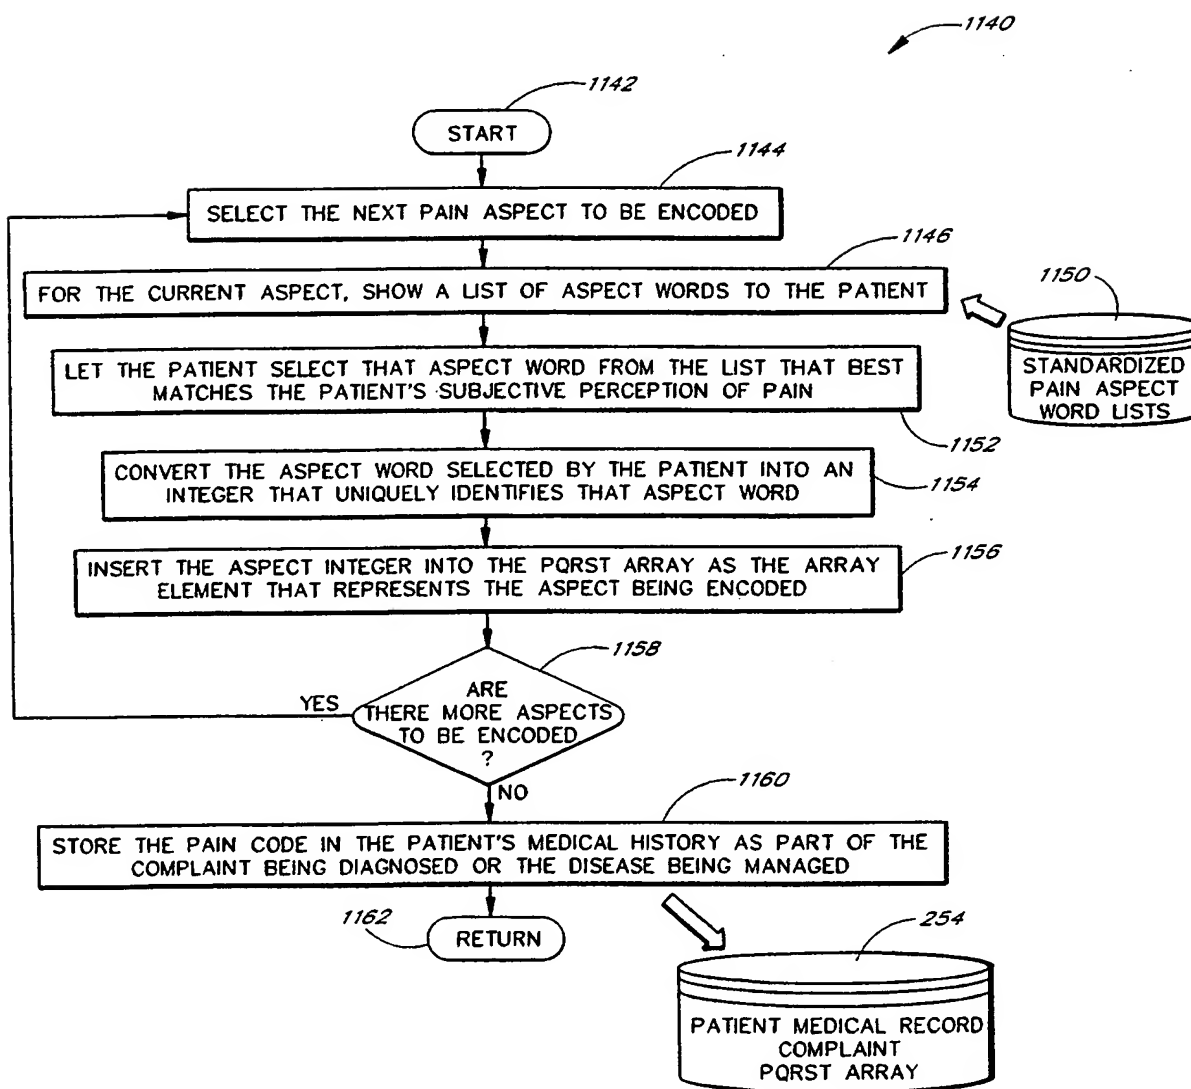 1140
1142
START
1144
SELECT THE NEXT PAIN ASPECT TO BE ENCODED
1146
FOR THE CURRENT ASPECT, SHOW A LIST OF ASPECT WORDS TO THE PATIENT
1150
STANDARDIZED
PAIN ASPECT
WORD LISTS
LET THE PATIENT SELECT THAT ASPECT WORD FROM THE LIST THAT BEST
MATCHES THE PATIENT'S SUBJECTIVE PERCEPTION OF PAIN
1152
CONVERT THE ASPECT WORD SELECTED BY THE PATIENT INTO AN
INTEGER THAT UNIQUELY IDENTIFIES THAT ASPECT WORD
1154
INSERT THE ASPECT INTEGER INTO THE PQRST ARRAY AS THE ARRAY
ELEMENT THAT REPRESENTS THE ASPECT BEING ENCODED
1156
1158
ARE
THERE MORE ASPECTS
TO BE ENCODED
?
YES
NO
1160
STORE THE PAIN CODE IN THE PATIENT'S MEDICAL HISTORY AS PART OF THE
COMPLAINT BEING DIAGNOSED OR THE DISEASE BEING MANAGED
1162
RETURN
254
PATIENT MEDICAL RECORD
COMPLAINT
PQRST ARRAY